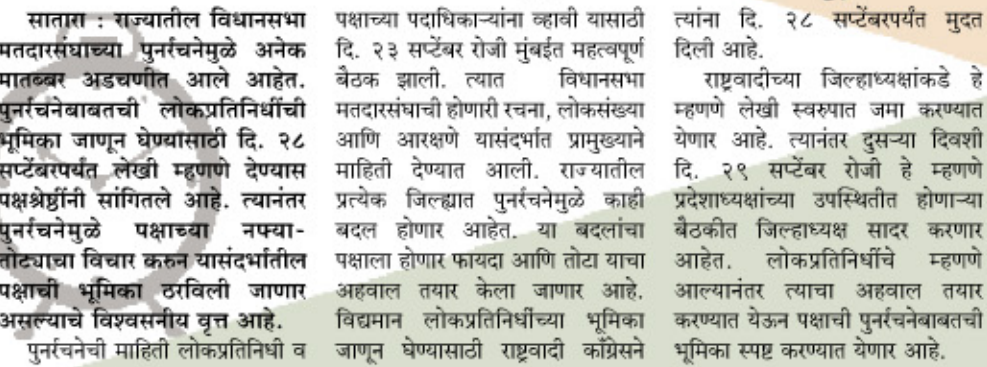 सातारा : राज्यातील विधानसभा
मतदारसंघाच्या पुनर्रचनेमुळे अनेक
मातब्बर अडचणीत आले आहेत.
पुनर्रचनेबाबतची लोकप्रतिनिधींची
भूमिका जाणून घेण्यासाठी दि. २८
सप्टेंबरपर्यंत लेखी म्हणणे देण्यास
पक्षश्रेष्ठींनी सांगितले आहे. त्यानंतर
पुनर्रचनेमुळे पक्षाच्या नफ्या-
तोट्याचा विचार करुन यासंदर्भातील
पक्षाची भूमिका ठरविली जाणार
असल्याचे विश्वसनीय वृत्त आहे.
पुनर्रचनेची माहिती लोकप्रतिनिधी व
पक्षाच्या पदाधिकाऱ्यांना व्हावी यासाठी
दि. २३ सप्टेंबर रोजी मुंबईत महत्वपूर्ण
बैठक झाली. त्यात विधानसभा
मतदारसंघाची होणारी रचना, लोकसंख्या
आणि आरक्षणे यासंदर्भात प्रामुख्याने
माहिती देण्यात आली. राज्यातील
प्रत्येक जिल्ह्यात पुनर्रचनेमुळे काही
बदल होणार आहेत. या बदलांचा
पक्षाला होणार फायदा आणि तोटा याचा
अहवाल तयार केला जाणार आहे.
विद्यमान लोकप्रतिनिधींच्या भूमिका
जाणून घेण्यासाठी राष्ट्रवादी काँग्रेसने
त्यांना दि. २८ सप्टेंबरपर्यंत मुदत
दिली आहे.
राष्ट्रवादीच्या जिल्हाध्यक्षांकडे हे
म्हणणे लेखी स्वरुपात जमा करण्यात
येणार आहे. त्यानंतर दुसऱ्या दिवशी
दि. २९ सप्टेंबर रोजी हे म्हणणे
प्रदेशाध्यक्षांच्या उपस्थितीत होणाऱ्या
बैठकीत जिल्हाध्यक्ष सादर करणार
आहेत. लोकप्रतिनिधींचे म्हणणे
आल्यानंतर त्याचा अहवाल तयार
करण्यात येऊन पक्षाची पुनर्रचनेबाबतची
भूमिका स्पष्ट करण्यात येणार आहे.